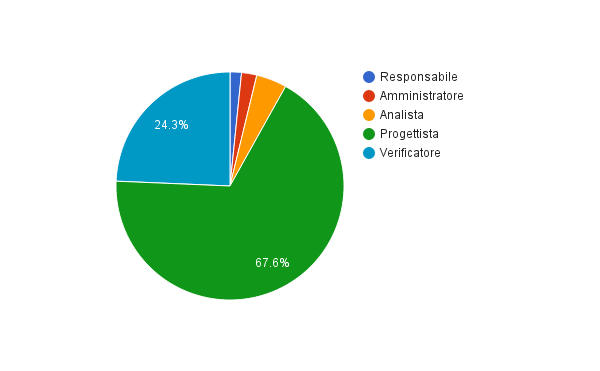 Responsabile
Amministratore
Analista
Progettista
Verificatore
24.3%
67.6%